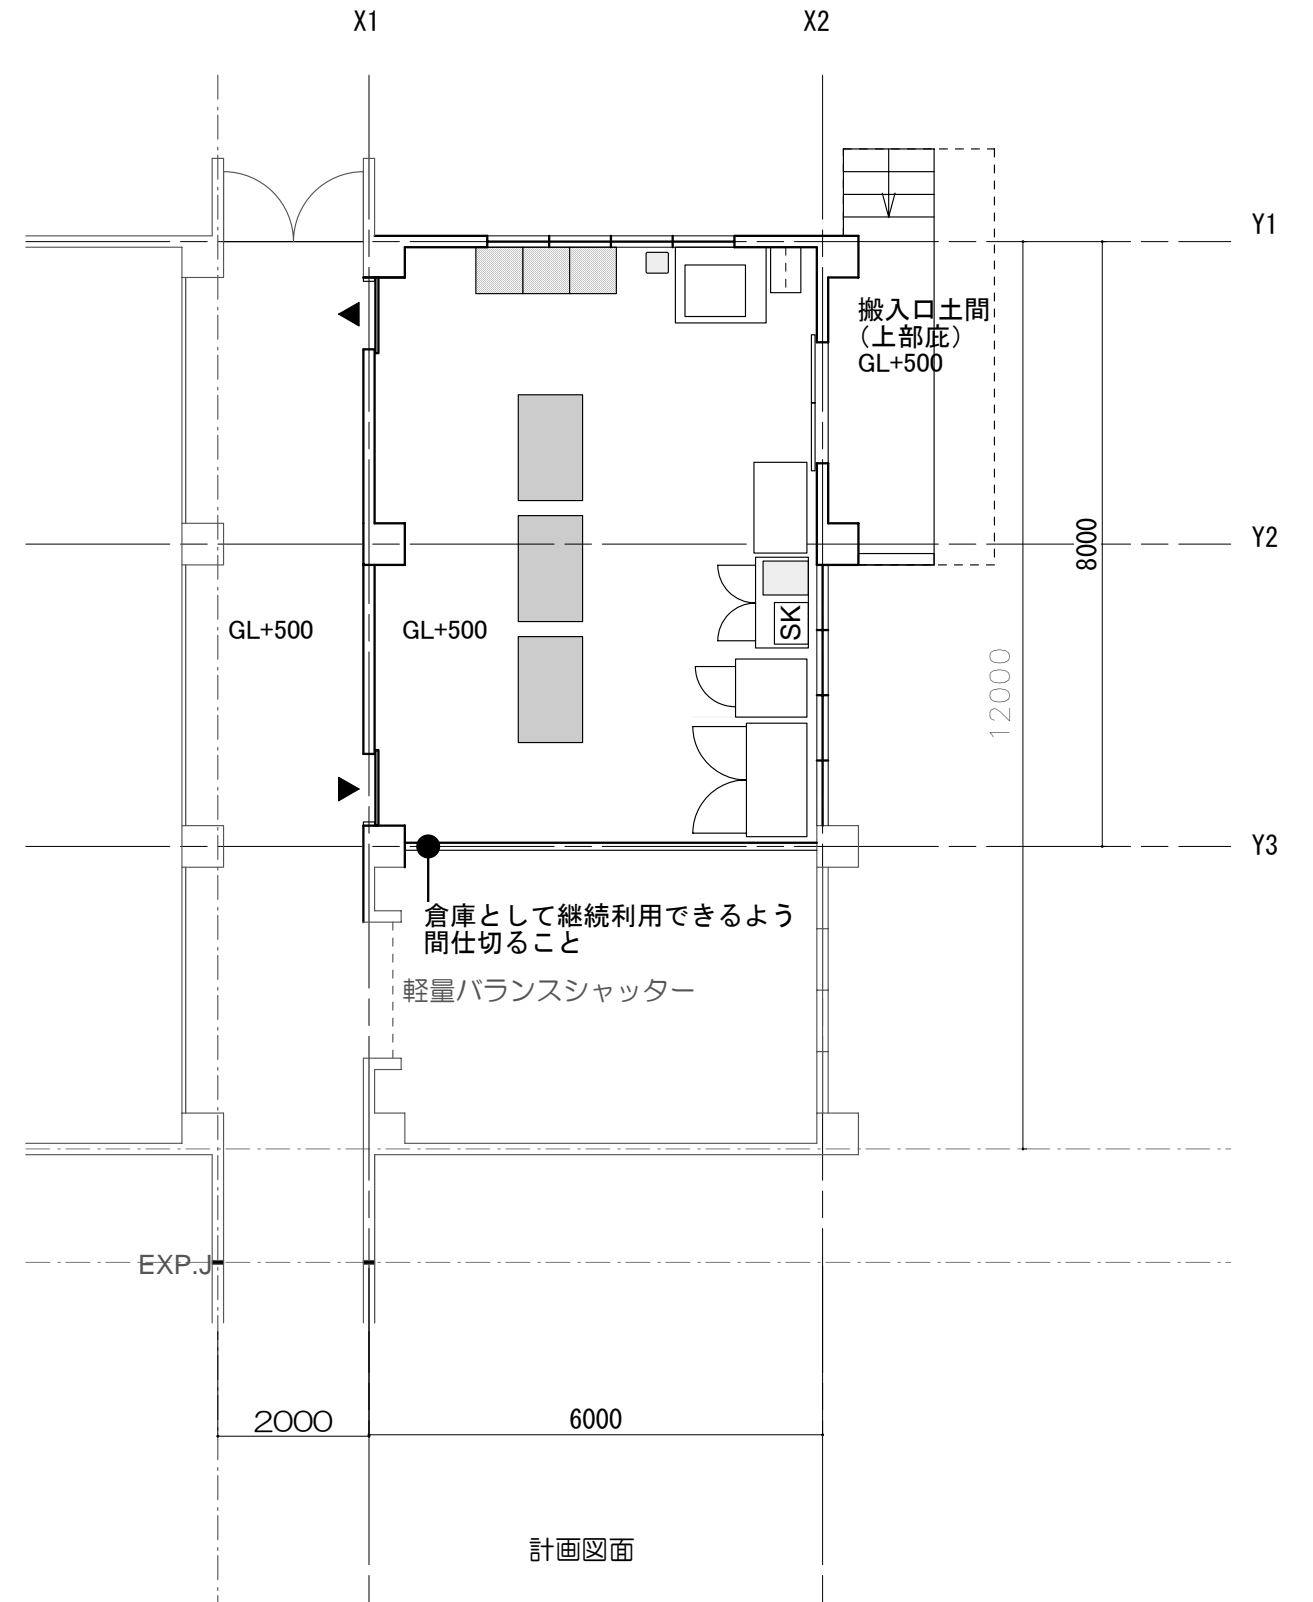 X1
X2
Y1
搬入口土間
（上部庇）
GL+500
Y2
8000
GL+500
GL+500
SK
12000
Y3
倉庫として継続利用できるよう
間仕切ること
軽量バランスシャッター
EXP.J
2000
6000
計画図面